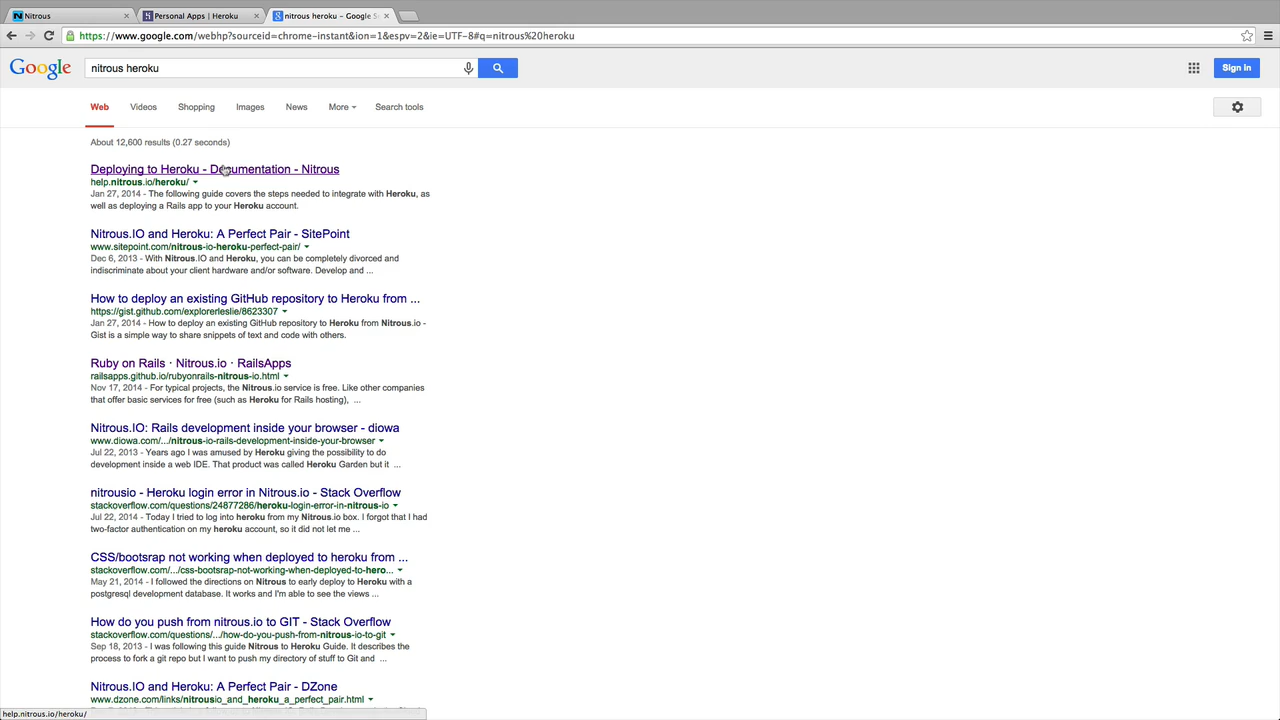 Nitrous
Personal Apps | Heroku
nitrous heroku - Google S
https://www.google.com/webhp?sourceid=chrome-instant&ion=1&espv=2&ie=UTF-8#q=nitrous%20heroku
Google
nitrous heroku
Sign in
Web
Videos
Shopping
Images
News
More
Search tools
About 12,600 results (0.27 seconds)
Deploying to Heroku - Documentation - Nitrous
help.nitrous.io/heroku/
Jan 27, 2014 - The following guide covers the steps needed to integrate with Heroku, as
well as deploying a Rails app to your Heroku account.
Nitrous.IO and Heroku: A Perfect Pair - SitePoint
www.sitepoint.com/nitrous-io-heroku-perfect-pair/
Dec 6, 2013 - With Nitrous.IO and Heroku, you can be completely divorced and
indiscriminate about your client hardware and/or software. Develop and ...
How to deploy an existing GitHub repository to Heroku from ...
https://gist.github.com/explorerleslie/8623307
Jan 27, 2014 - How to deploy an existing GitHub repository to Heroku from Nitrous.io -
Gist is a simple way to share snippets of text and code with others.
Ruby on Rails · Nitrous.io · RailsApps
railsapps.github.io/rubyonrails-nitrous-io.html
Nov 17, 2014 - For typical projects, the Nitrous.io service is free. Like other companies
that offer basic services for free (such as Heroku for Rails hosting), ...
Nitrous.IO: Rails development inside your browser - diowa
www.diowa.com/.../nitrous-io-rails-development-inside-your-browser
Jul 22, 2013 - Years ago I was amused by Heroku giving the possibility to do
development inside a web IDE. That product was called Heroku Garden but it ...
nitrousio - Heroku login error in Nitrous.io - Stack Overflow
stackoverflow.com/questions/24877286/heroku-login-error-in-nitrous-io
Jul 22, 2014 - Today I tried to log into heroku from my Nitrous.io box. I forgot that I had
two-factor authentication on my heroku account, so it did not let me ...
CSS/bootsrap not working when deployed to heroku from ...
stackoverflow.com/.../css-bootsrap-not-working-when-deployed-to-hero...
May 21, 2014 - I followed the directions on Nitrous to early deploy to Heroku with a
postgresql development database. It works and I'm able to see the views ...
How do you push from nitrous.io to GIT - Stack Overflow
stackoverflow.com/questions/.../how-do-you-push-from-nitrous-io-to-git
Sep 18, 2013 - I was following this guide Nitrous to Heroku Guide. It describes the
process to fork a git repo but I want to push my directory of stuff to Git and ...
Nitrous.IO and Heroku: A Perfect Pair - DZone
www.dzone.com/links/nitrousio_and_heroku_a_perfect_pair.html
help.nitrous.io/heroku/